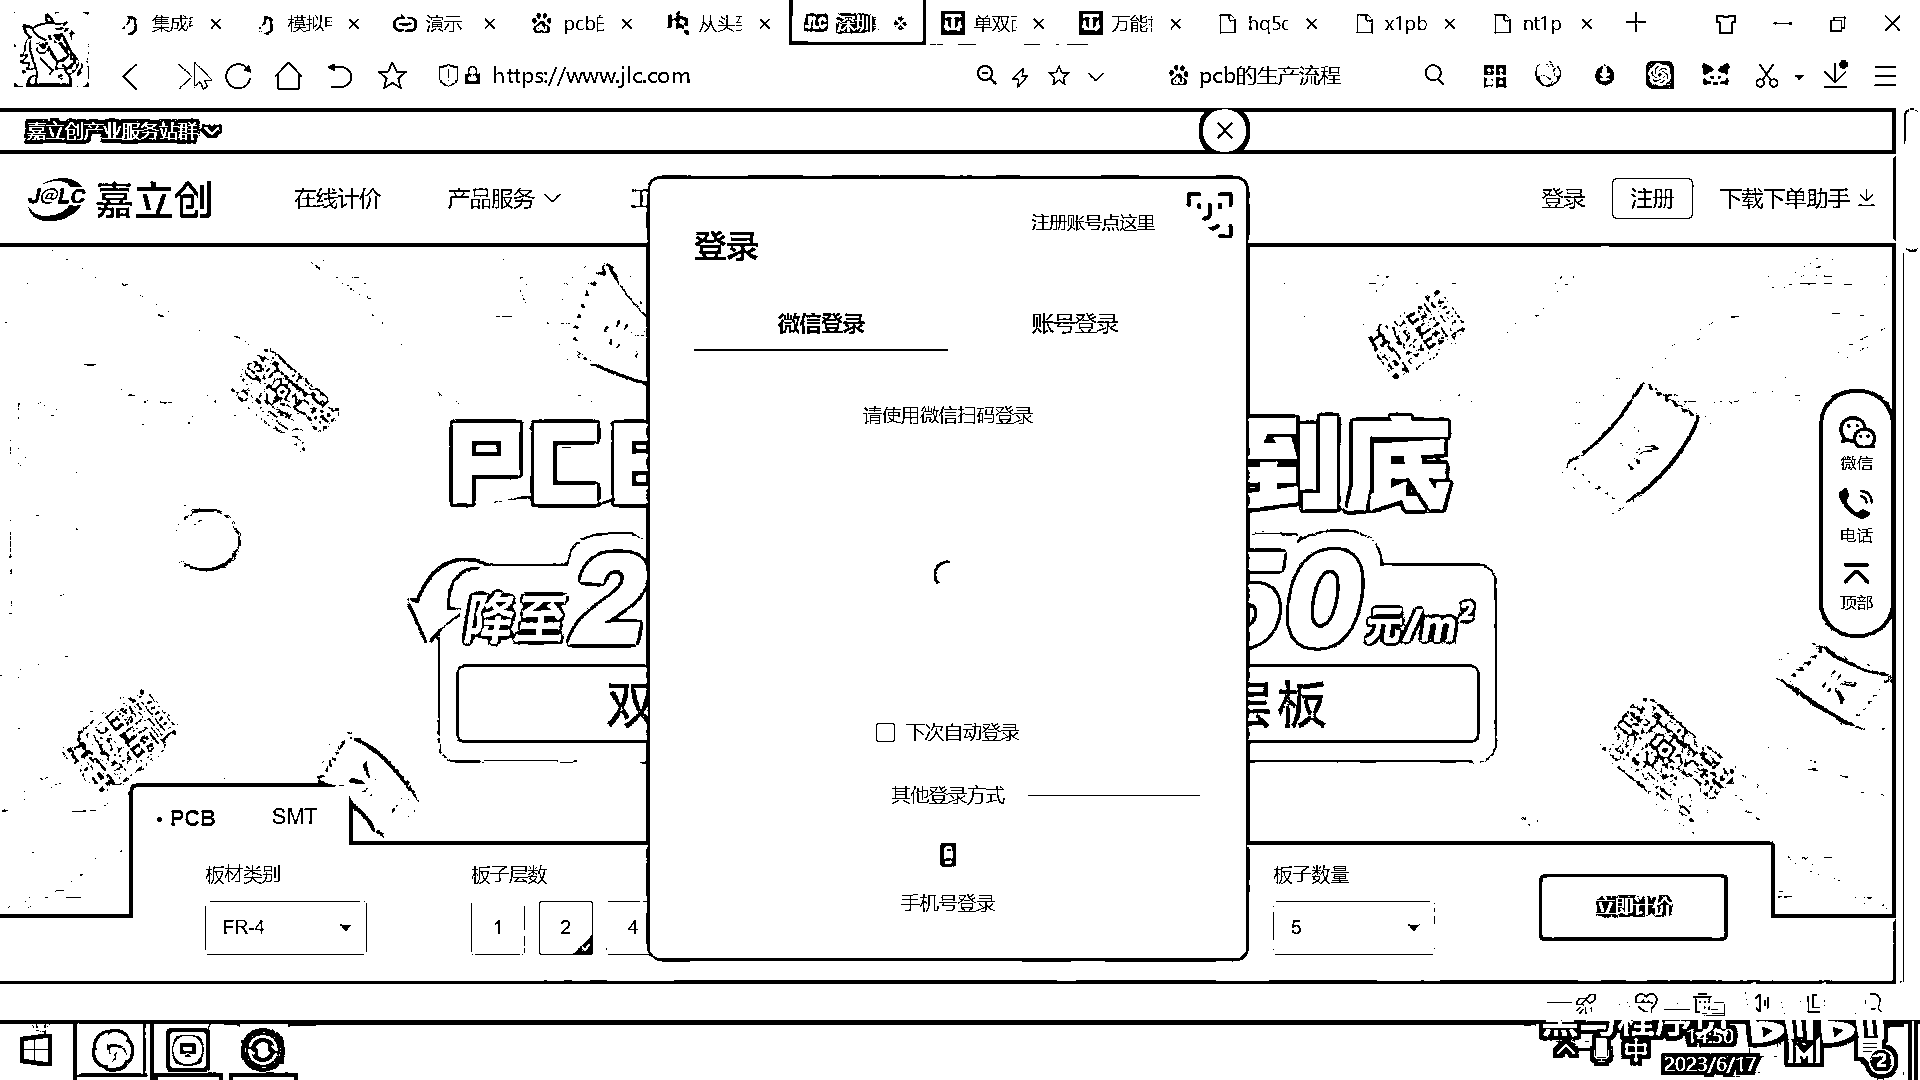 集成 模拟 演示 pcb 从头 深圳 单双 万能 hq5c x1pb nt1p
https://www.jlc.com pcb的生产流程
嘉立创产业服务站群
J@LC 嘉立创 在线计价 产品服务 登录 注册 下载下单助手
注册账号点这里
登录
微信登录 账号登录
请使用微信扫码登录
PCB 到底
降至2 50元/m²
双 层板
微信
电话
顶部
下次自动登录
其他登录方式
手机号登录
PCB SMT
板材类别 板子层数 板子数量
FR-4 1 2 4 5 立即计价
中 14:50
2023/6/17
2